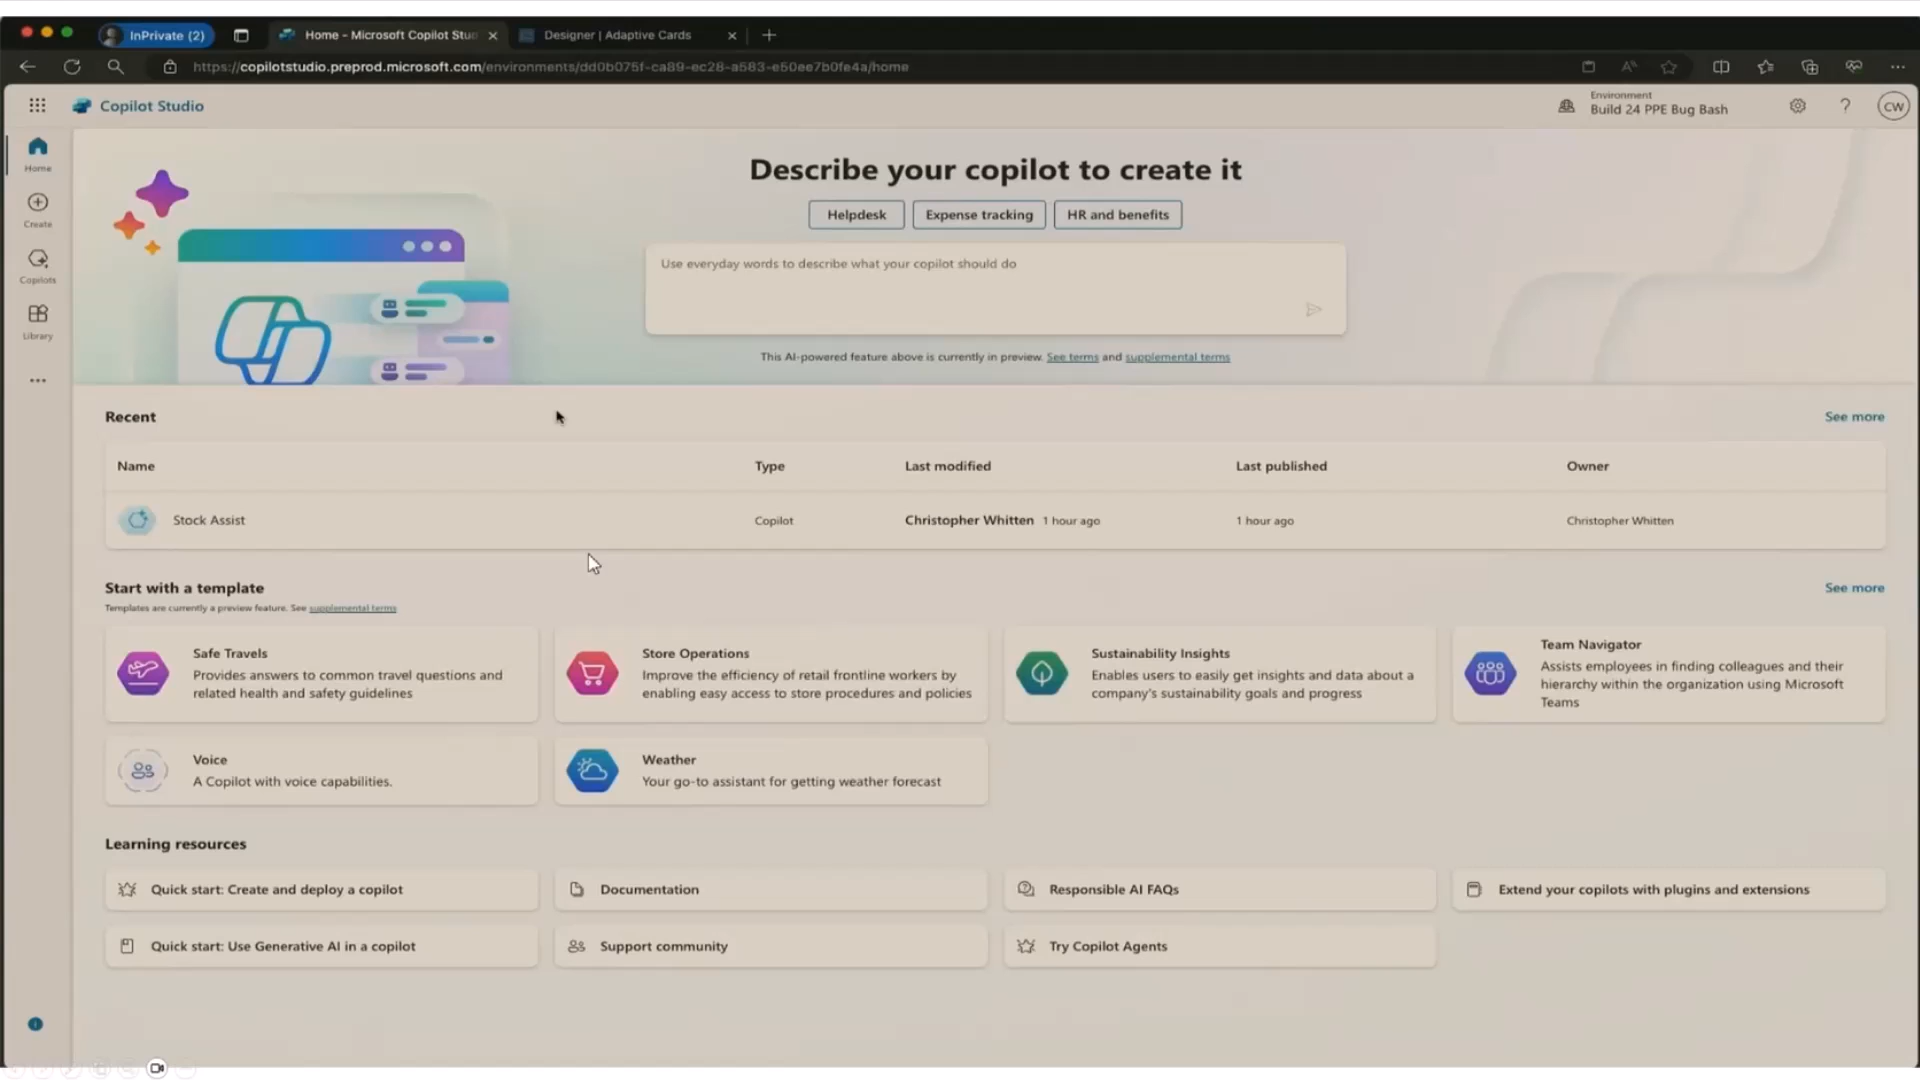 InPrivate (2)
Home - Microsoft Copilot Stu
Designer | Adaptive Cards
https://copilotstudio.preprod.microsoft.com/environments/dd0b075f-ca89-ec28-a583-e50ee7b0fe4a/home
Copilot Studio
Environment
Build 24 PPE Bug Bash
?
CW
Home
Create
Copilots
Library
Describe your copilot to create it
Helpdesk
Expense tracking
HR and benefits
Use everyday words to describe what your copilot should do
This AI-powered feature above is currently in preview. See terms and supplemental terms
Recent
See more
Name Type Last modified Last published Owner
Stock Assist Copilot Christopher Whitten 1 hour ago 1 hour ago Christopher Whitten
Start with a template
See more
Templates are currently a preview feature. See supplemental terms
Safe Travels
Provides answers to common travel questions and
related health and safety guidelines
Store Operations
Improve the efficiency of retail frontline workers by
enabling easy access to store procedures and policies
Sustainability Insights
Enables users to easily get insights and data about a
company's sustainability goals and progress
Team Navigator
Assists employees in finding colleagues and their
hierarchy within the organization using Microsoft
Teams
Voice
A Copilot with voice capabilities.
Weather
Your go-to assistant for getting weather forecast
Learning resources
Quick start: Create and deploy a copilot
Documentation
Responsible AI FAQs
Extend your copilots with plugins and extensions
Quick start: Use Generative AI in a copilot
Support community
Try Copilot Agents